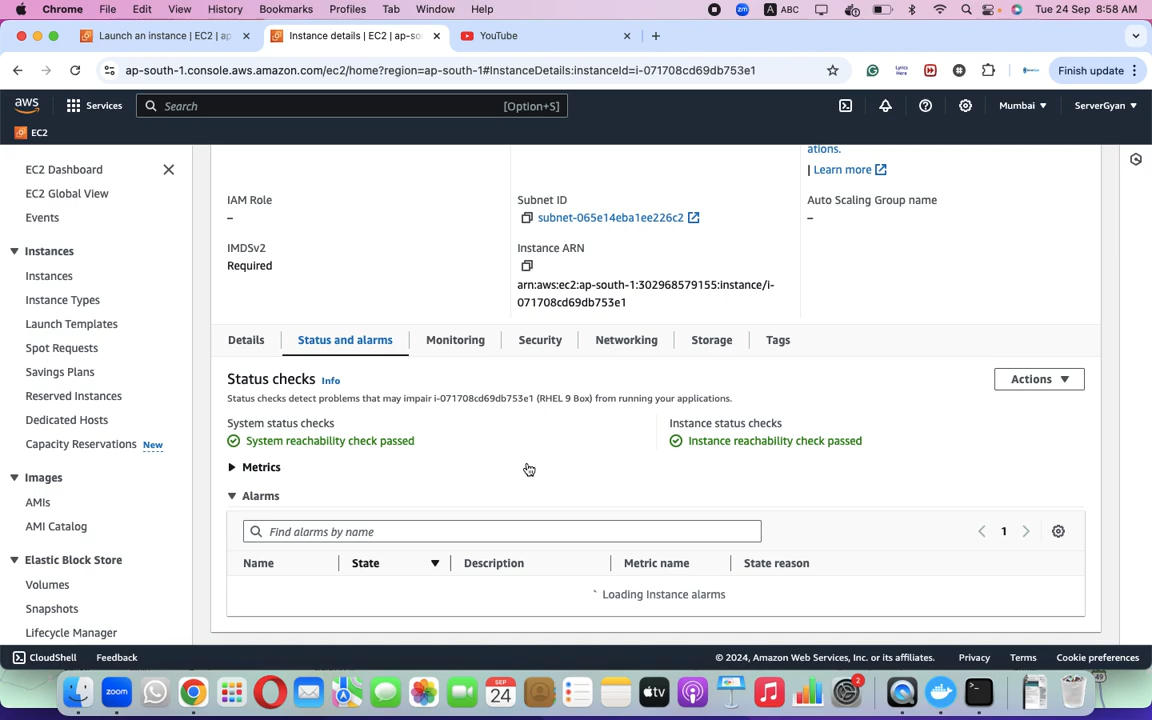 Chrome File Edit View History Bookmarks Profiles Tab Window Help zm A ABC Tue 24 Sep 8:58 AM
Launch an instance | EC2 | ap Instance details | EC2 | ap-so YouTube
ap-south-1.console.aws.amazon.com/ec2/home?region=ap-south-1#InstanceDetails:instanceId=i-071708cd69db753e1 Finish update
aws Services Search [Option+S] Mumbai ServerGyan
EC2
EC2 Dashboard
EC2 Global View
Events
Instances
Instances
Instance Types
Launch Templates
Spot Requests
Savings Plans
Reserved Instances
Dedicated Hosts
Capacity Reservations New
Images
AMIs
AMI Catalog
Elastic Block Store
Volumes
Snapshots
Lifecycle Manager
ations.
| Learn more
IAM Role
–
Subnet ID
subnet-065e14eba1ee226c2
Auto Scaling Group name
–
IMDSv2
Required
Instance ARN
arn:aws:ec2:ap-south-1:302968579155:instance/i-
071708cd69db753e1
Details Status and alarms Monitoring Security Networking Storage Tags
Status checks Info
Actions
Status checks detect problems that may impair i-071708cd69db753e1 (RHEL 9 Box) from running your applications.
System status checks
System reachability check passed
Instance status checks
Instance reachability check passed
Metrics
Alarms
Find alarms by name
1
Name State Description Metric name State reason
Loading Instance alarms
CloudShell Feedback © 2024, Amazon Web Services, Inc. or its affiliates. Privacy Terms Cookie preferences
zoom SEP 24 tv 2